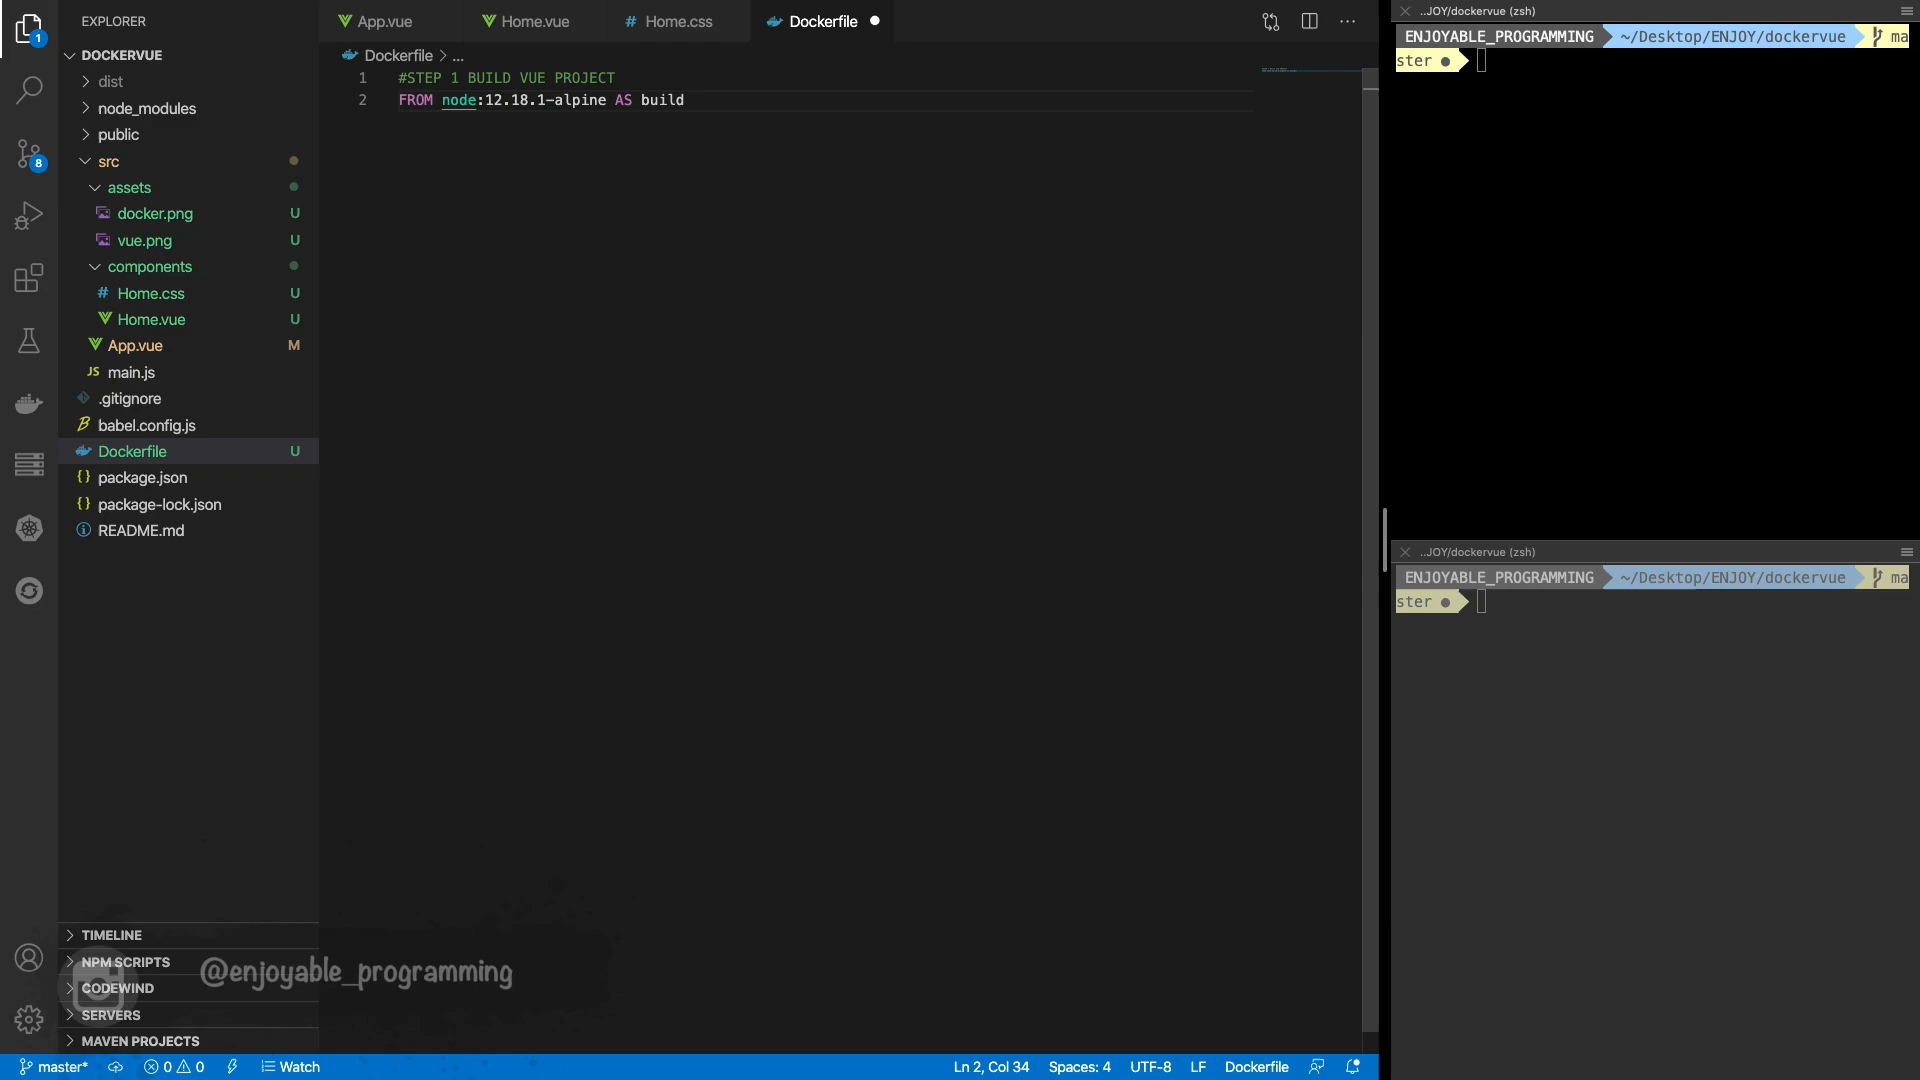 EXPLORER
DOCKERVUE
dist
node_modules
public
src
assets
docker.png U
vue.png U
components
# Home.css U
Home.vue U
App.vue M
JS main.js
.gitignore
babel.config.js
Dockerfile U
{} package.json
{} package-lock.json
README.md
TIMELINE
NPM SCRIPTS
CODEWIND
SERVERS
MAVEN PROJECTS
1
8
App.vue
Home.vue
# Home.css
Dockerfile
Dockerfile > ...
1 #STEP 1 BUILD VUE PROJECT
2 FROM node:12.18.1-alpine AS build
@enjoyable_programming
master* 0 0 Watch
Ln 2, Col 34 Spaces: 4 UTF-8 LF Dockerfile
..JOY/dockervue (zsh)
ENJOYABLE_PROGRAMMING ~/Desktop/ENJOY/dockervue ma
ster ●
..JOY/dockervue (zsh)
ENJOYABLE_PROGRAMMING ~/Desktop/ENJOY/dockervue ma
ster ●